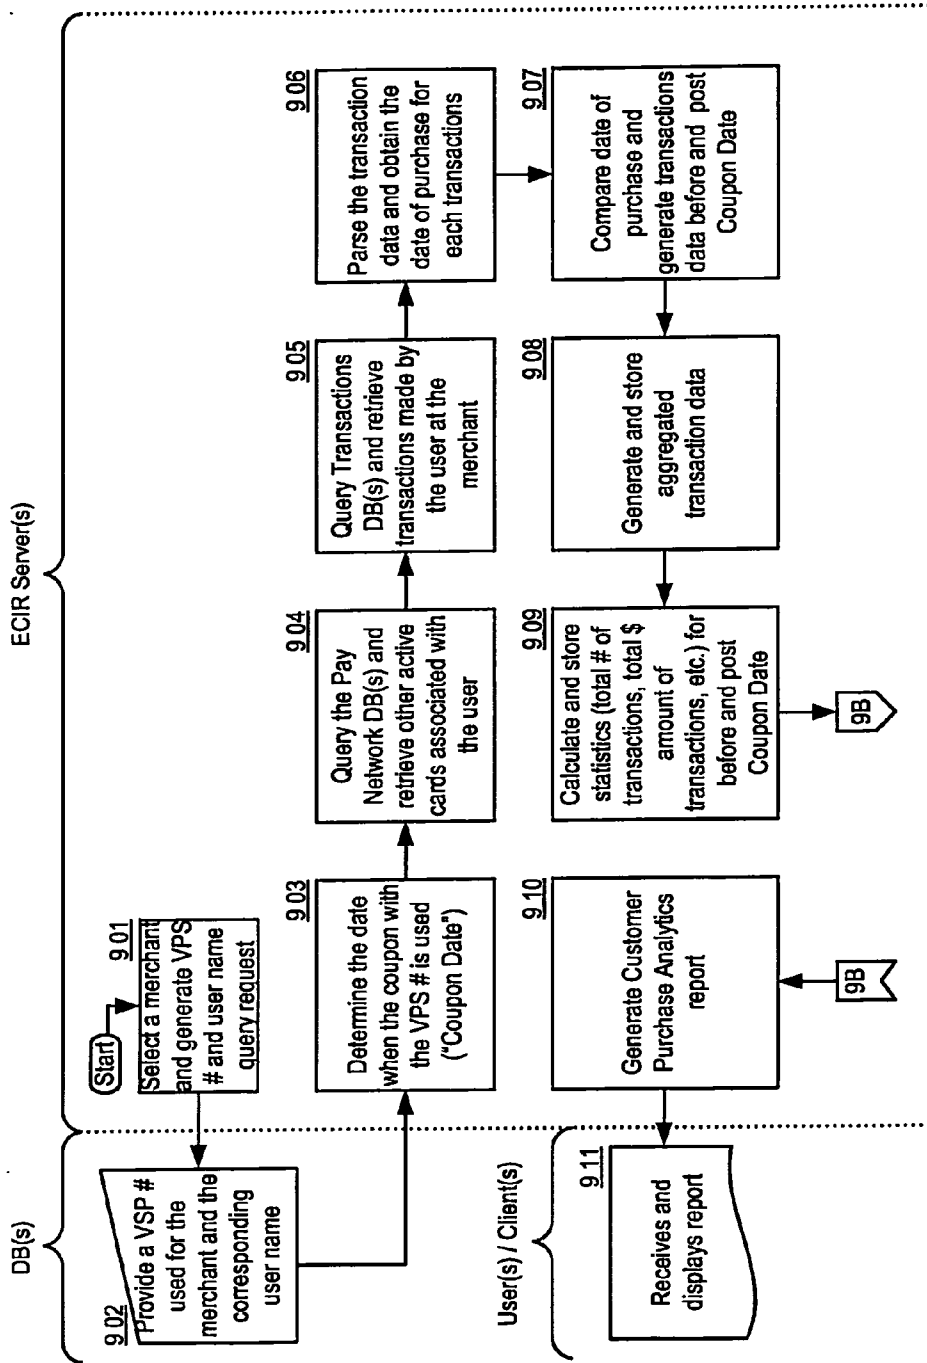 DB(s)
ECIR Server(s)
Start
9.01
Select a merchant
and generate VPS
# and user name
query request
9.02
Provide a VSP #
used for the
merchant and the
corresponding
user name
9.03
Determine the date
when the coupon with
the VPS # is used
("Coupon Date")
9.04
Query the Pay
Network DB(s) and
retrieve other active
cards associated with
the user
9.05
Query Transactions
DB(s) and retrieve
transactions made by
the user at the
merchant
9.06
Parse the transaction
data and obtain the
date of purchase for
each transactions
9.07
Compare date of
purchase and
generate transactions
data before and post
Coupon Date
9.08
Generate and store
aggregated
transaction data
9.09
Calculate and store
statistics (total # of
transactions, total $
amount of
transactions, etc.) for
before and post
Coupon Date
9B
9B
9.10
Generate Customer
Purchase Analytics
report
User(s) / Client(s)
9.11
Receives and
displays report